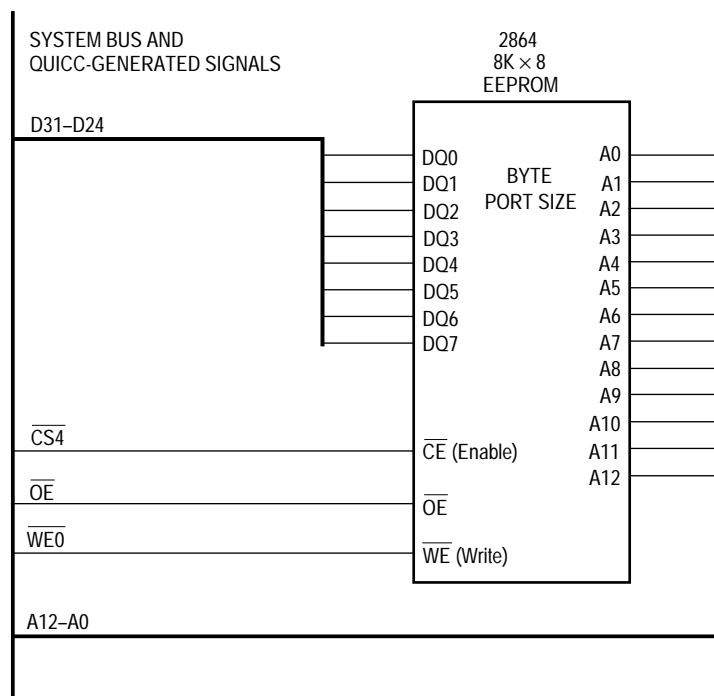 SYSTEM BUS AND
QUICC-GENERATED SIGNALS
2864
8K × 8
EEPROM
D31–D24
DQ0
DQ1
DQ2
DQ3
DQ4
DQ5
DQ6
DQ7
BYTE
PORT SIZE
A0
A1
A2
A3
A4
A5
A6
A7
A8
A9
A10
A11
A12
CS4
CE (Enable)
OE
OE
WE0
WE (Write)
A12–A0